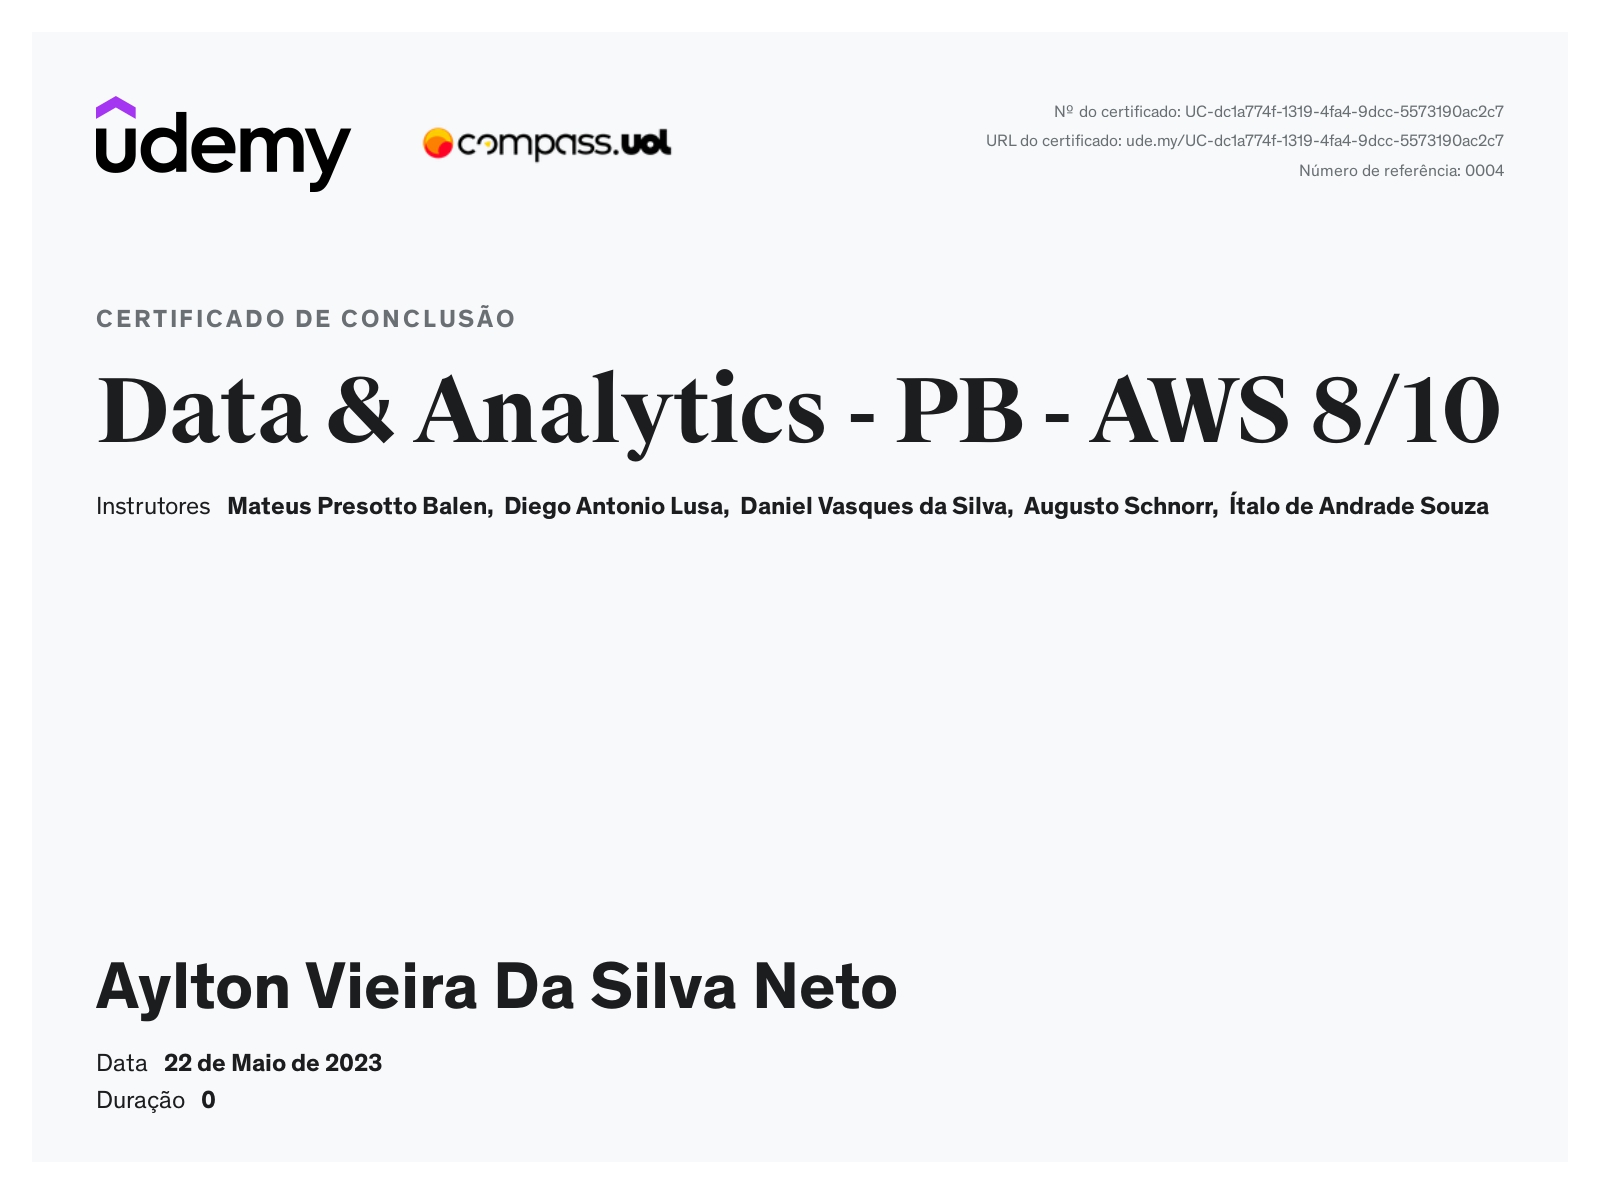 udemy
compass.uol
Nº do certificado: UC-dc1a774f-1319-4fa4-9dcc-5573190ac2c7
URL do certificado: ude.my/UC-dc1a774f-1319-4fa4-9dcc-5573190ac2c7
Número de referência: 0004
CERTIFICADO DE CONCLUSÃO
Data & Analytics - PB - AWS 8/10
Instrutores Mateus Presotto Balen, Diego Antonio Lusa, Daniel Vasques da Silva, Augusto Schnorr, Ítalo de Andrade Souza
Aylton Vieira Da Silva Neto
Data 22 de Maio de 2023
Duração 0